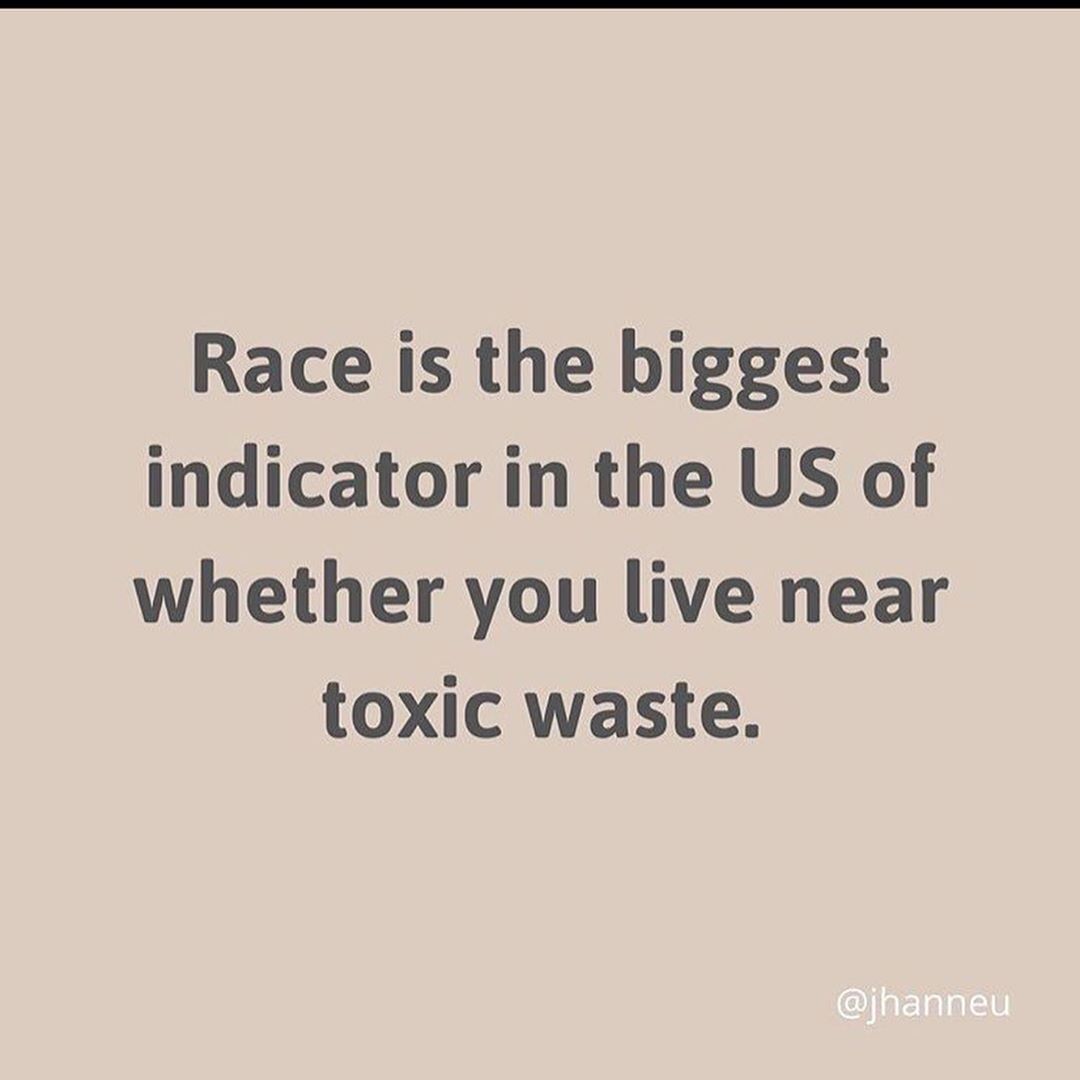 Race is the biggest
indicator in the US of
whether you live near
toxic waste.
@jhanneu